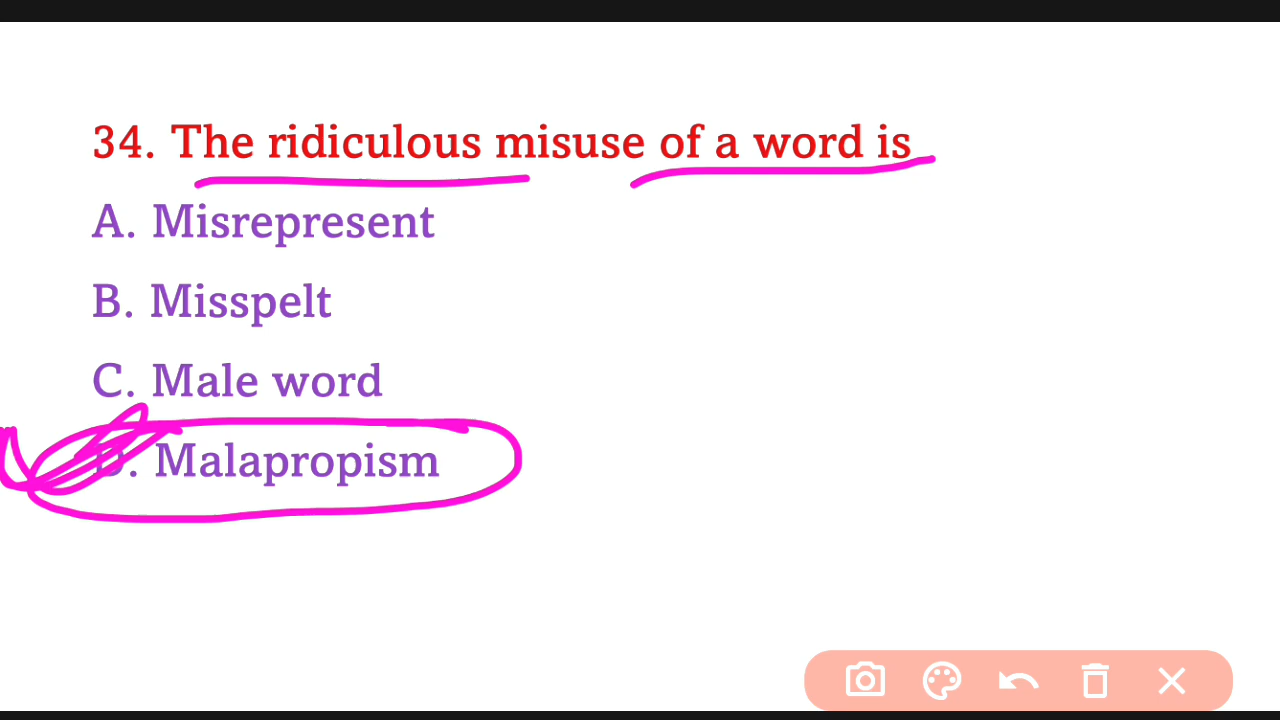 34. The ridiculous misuse of a word is
A. Misrepresent
B. Misspelt
C. Male word
D. Malapropism